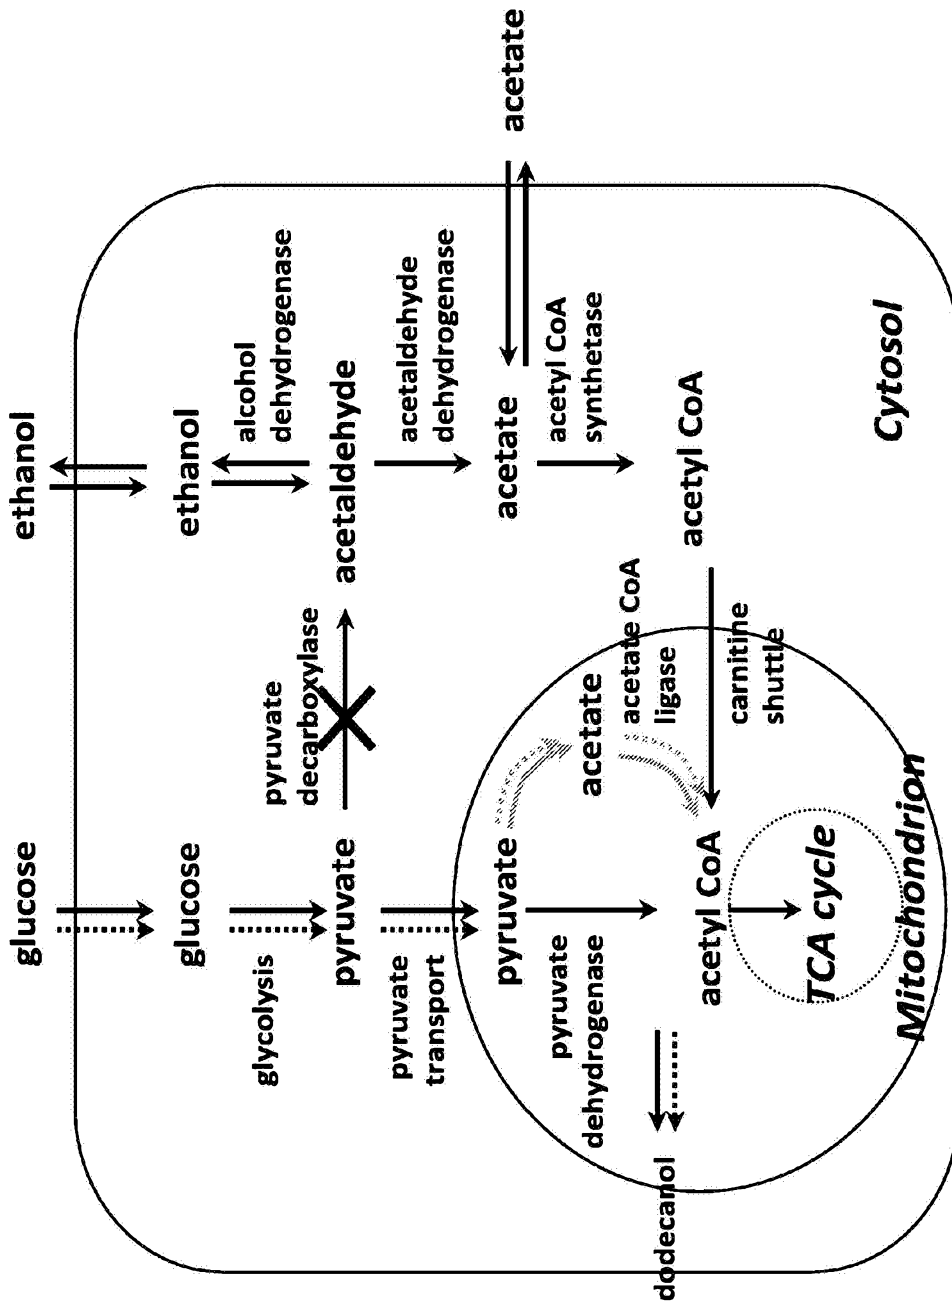 glucose
ethanol
glucose
ethanol
glycolysis
alcohol
dehydrogenase
pyruvate
pyruvate
decarboxylase
acetaldehyde
pyruvate
transport
acetaldehyde
dehydrogenase
pyruvate
acetate
acetate
acetate
pyruvate
dehydrogenase
acetate CoA
ligase
acetyl CoA
synthetase
dodecanol
acetyl CoA
acetyl CoA
carnitine
shuttle
TCA cycle
Mitochondrion
Cytosol